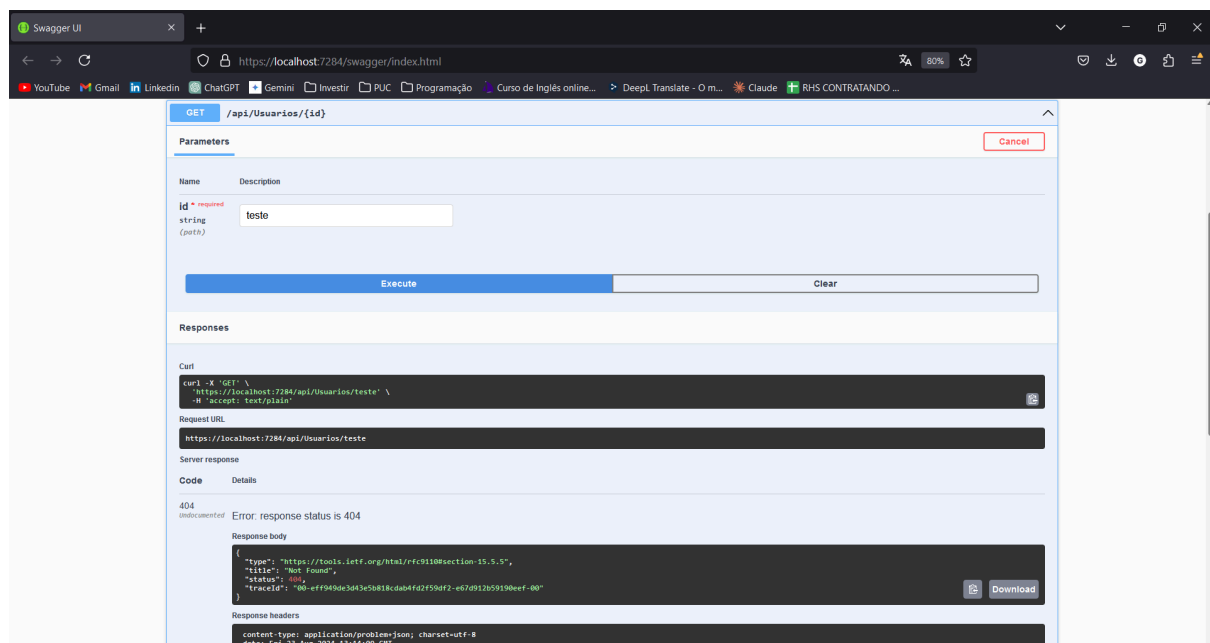 Swagger UI
https://localhost:7284/swagger/index.html
80%
YouTube Gmail Linkedin ChatGPT Gemini Investir PUC Programação Curso de Inglês online... DeepL Translate - O m... Claude RHS CONTRATANDO ...
GET /api/Usuarios/{id}
Parameters
Cancel
Name Description
id * required
string
(path)
teste
Execute Clear
Responses
Curl
curl -X 'GET' \
'https://localhost:7284/api/Usuarios/teste' \
-H 'accept: text/plain'
Request URL
https://localhost:7284/api/Usuarios/teste
Server response
Code Details
404
Undocumented
Error: response status is 404
Response body
{
"type": "https://tools.ietf.org/html/rfc9110#section-15.5.5",
"title": "Not Found",
"status": 404,
"traceId": "00-eff949de3d43e5b818cdab4fd2f59df2-e67d912b59190eef-00"
}
Download
Response headers
content-type: application/problem+json; charset=utf-8